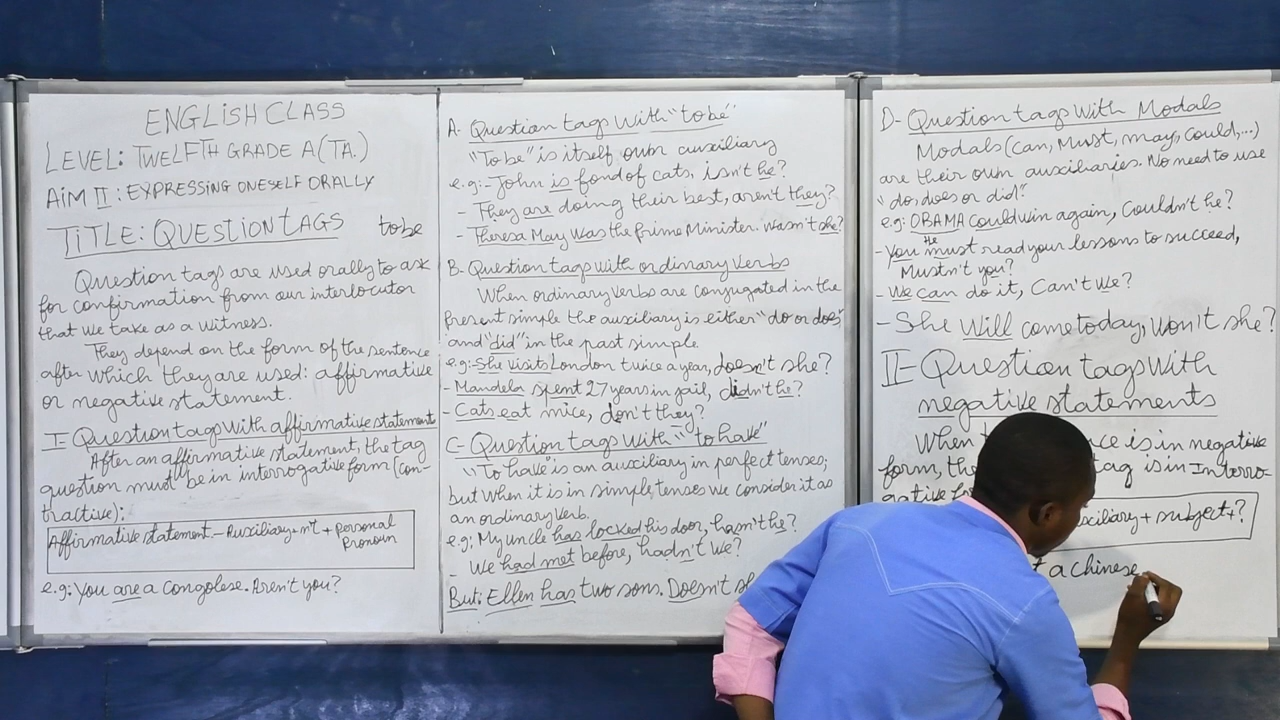 ENGLISH CLASS
LEVEL: TWELFTH GRADE A (TA.)
AIM II : EXPRESSING ONESELF ORALLY
TITLE: QUESTION TAGS
to be
Question tags are used orally to ask
for confirmation from our interlocutor
that we take as a witness.
They depend on the form of the sentence
after which they are used: affirmative
or negative statement.
I- Question tags with affirmative statement
After an affirmative statement, the tag
question must be in interrogative form (con-
tractive):
Affirmative statement - Auxiliary + n't + personal
pronoun
e.g: You are a congolese. Aren't you?
A- Question tags with "to be"
"To be" is itself own auxiliary
e.g:- John is fond of cats, isn't he?
- They are doing their best, aren't they?
- Theresa May was the Prime Minister. Wasn't she?
B- Question tags with ordinary verbs
When ordinary verbs are conjugated in the
present simple the auxiliary is either "do or does"
and "did" in the past simple
e.g:- She visits London twice a year, doesn't she?
- Mandela spent 27 years in jail, didn't he?
- Cats eat mice, don't they?
C- Question tags with "to have"
"To have" is an auxiliary in perfect tenses;
but when it is in simple tenses we consider it as
an ordinary verb.
e.g: My uncle has locked his door, hasn't he?
- We had met before, hadn't we?
But: Ellen has two sons. Doesn't
D- Question tags with Modals
Modals (can, must, may, could,...)
are their own auxiliaries. No need to use
"do, does or did".
e.g: OBAMA could win again, couldn't he?
- You must read your lessons to succeed,
Mustn't you?
- We can do it, can't we?
- She will come today, won't she?
II- Question tags with
negative statements
When is in negative
form, the tag is in interro-
gative
+ subject + ?
a chinese